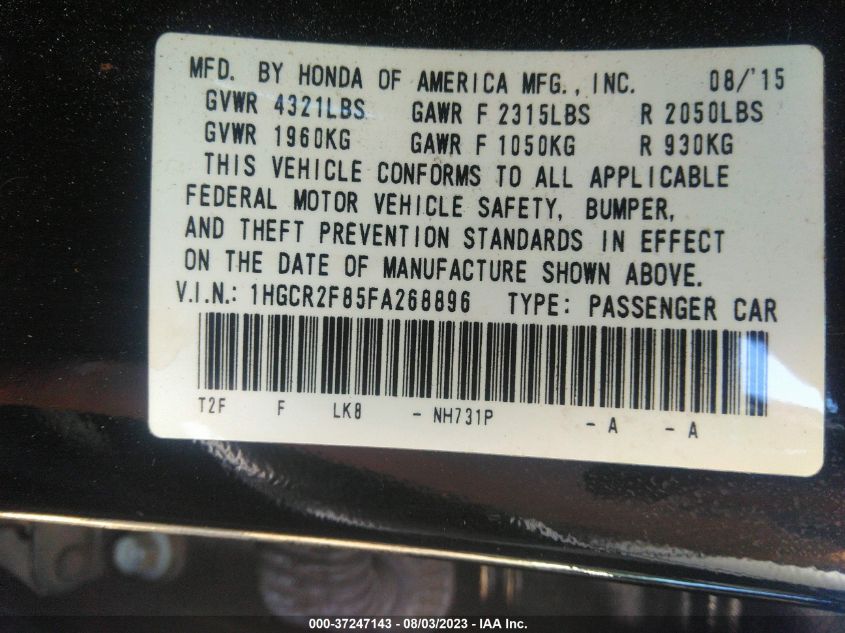 MFD. BY HONDA OF AMERICA MFG., INC. 08/'15
GVWR 4321LBS GAWR F 2315LBS R 2050LBS
GVWR 1960KG GAWR F 1050KG R 930KG
THIS VEHICLE CONFORMS TO ALL APPLICABLE
FEDERAL MOTOR VEHICLE SAFETY, BUMPER,
AND THEFT PREVENTION STANDARDS IN EFFECT
ON THE DATE OF MANUFACTURE SHOWN ABOVE.
V.I.N.: 1HGCR2F85FA268896 TYPE: PASSENGER CAR
T2F F LK8 - NH731P - A - A
000-37247143 - 08/03/2023 - IAA Inc.